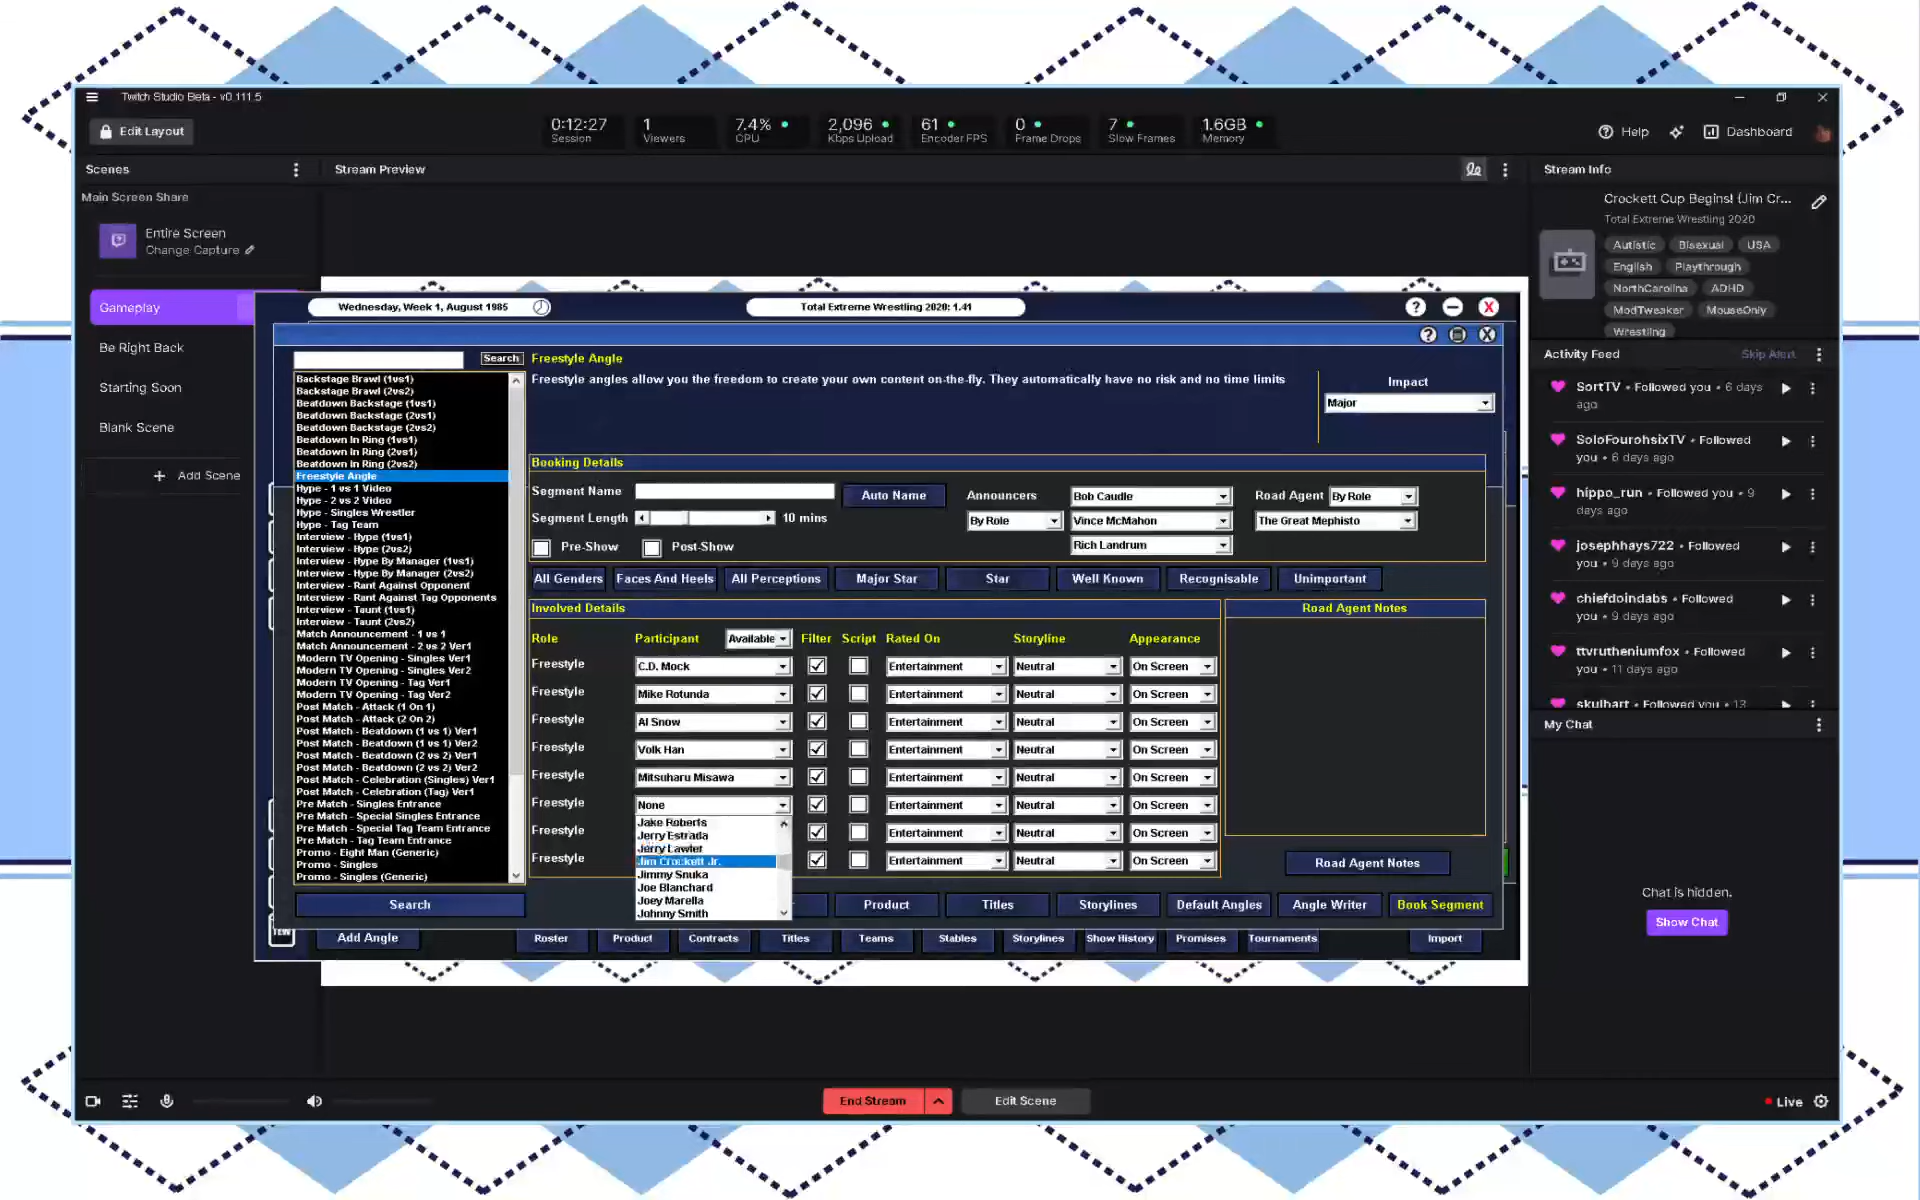 Twitch Studio Beta - v0.111.5
Edit Layout
0:12:27
Session
1
Viewers
7.4%
CPU
2,096
Kbps Upload
61
Encoder FPS
0
Frame Drops
7
Slow Frames
1.6GB
Memory
Help
Dashboard
Scenes
Stream Preview
Stream Info
Main Screen Share
Entire Screen
Change Capture
Gameplay
Be Right Back
Starting Soon
Blank Scene
+ Add Scene
Crockett Cup Begins! (Jim Cr...
Total Extreme Wrestling 2020
Autistic Bisexual USA
English Playthrough
NorthCarolina ADHD
ModTweaker MouseOnly
Wrestling
Activity Feed
Skip Alert
SortTV • Followed you • 6 days
ago
SoloFourohsixTV • Followed
you • 6 days ago
hippo_run • Followed you • 9
days ago
josephhays722 • Followed
you • 9 days ago
chiefdoindabs • Followed
you • 9 days ago
ttvrutheniumfox • Followed
you • 11 days ago
skulbart • Followed you • 13
My Chat
Chat is hidden.
Show Chat
Wednesday, Week 1, August 1985
Total Extreme Wrestling 2020: 1.41
? X
? X
Search
Backstage Brawl (1vs1)
Backstage Brawl (2vs2)
Beatdown Backstage (1vs1)
Beatdown Backstage (2vs1)
Beatdown Backstage (2vs2)
Beatdown In Ring (1vs1)
Beatdown In Ring (2vs1)
Beatdown In Ring (2vs2)
Freestyle Angle
Hype - 1 vs 1 Video
Hype - 2 vs 2 Video
Hype - Singles Wrestler
Hype - Tag Team
Interview - Hype (1vs1)
Interview - Hype (2vs2)
Interview - Hype By Manager (1vs1)
Interview - Hype By Manager (2vs2)
Interview - Rant Against Opponent
Interview - Rant Against Tag Opponents
Interview - Taunt (1vs1)
Interview - Taunt (2vs2)
Match Announcement - 1 vs 1
Match Announcement - 2 vs 2 Ver1
Modern TV Opening - Singles Ver1
Modern TV Opening - Singles Ver2
Modern TV Opening - Tag Ver1
Modern TV Opening - Tag Ver2
Post Match - Attack (1 On 1)
Post Match - Attack (2 On 2)
Post Match - Beatdown (1 vs 1) Ver1
Post Match - Beatdown (1 vs 1) Ver2
Post Match - Beatdown (2 vs 2) Ver1
Post Match - Beatdown (2 vs 2) Ver2
Post Match - Celebration (Singles) Ver1
Post Match - Celebration (Tag) Ver1
Pre Match - Singles Entrance
Pre Match - Special Singles Entrance
Pre Match - Special Tag Team Entrance
Pre Match - Tag Team Entrance
Promo - Eight Man (Generic)
Promo - Singles
Promo - Singles (Generic)
Search
Freestyle Angle
Freestyle angles allow you the freedom to create your own content on-the-fly. They automatically have no risk and no time limits
Impact
Major
Booking Details
Segment Name
Auto Name
Segment Length
10 mins
Pre-Show Post-Show
Announcers
By Role
Bob Caudle
Vince McMahon
Rich Landrum
Road Agent By Role
The Great Mephisto
All Genders Faces And Heels All Perceptions Major Star Star Well Known Recognisable Unimportant
Involved Details
Road Agent Notes
Role Participant Available Filter Script Rated On Storyline Appearance
Freestyle C.D. Mock Entertainment Neutral On Screen
Freestyle Mike Rotunda Entertainment Neutral On Screen
Freestyle Al Snow Entertainment Neutral On Screen
Freestyle Volk Han Entertainment Neutral On Screen
Freestyle Mitsuharu Misawa Entertainment Neutral On Screen
Freestyle None Entertainment Neutral On Screen
Freestyle Entertainment Neutral On Screen
Freestyle Entertainment Neutral On Screen
Jake Roberts
Jerry Estrada
Jerry Lawler
Jim Crockett Jr.
Jimmy Snuka
Joe Blanchard
Joey Marella
Johnny Smith
Road Agent Notes
Product Titles Storylines Default Angles Angle Writer Book Segment
TEW
Add Angle Roster Product Contracts Titles Teams Stables Storylines Show History Promises Tournaments Import
End Stream
Edit Scene
Live